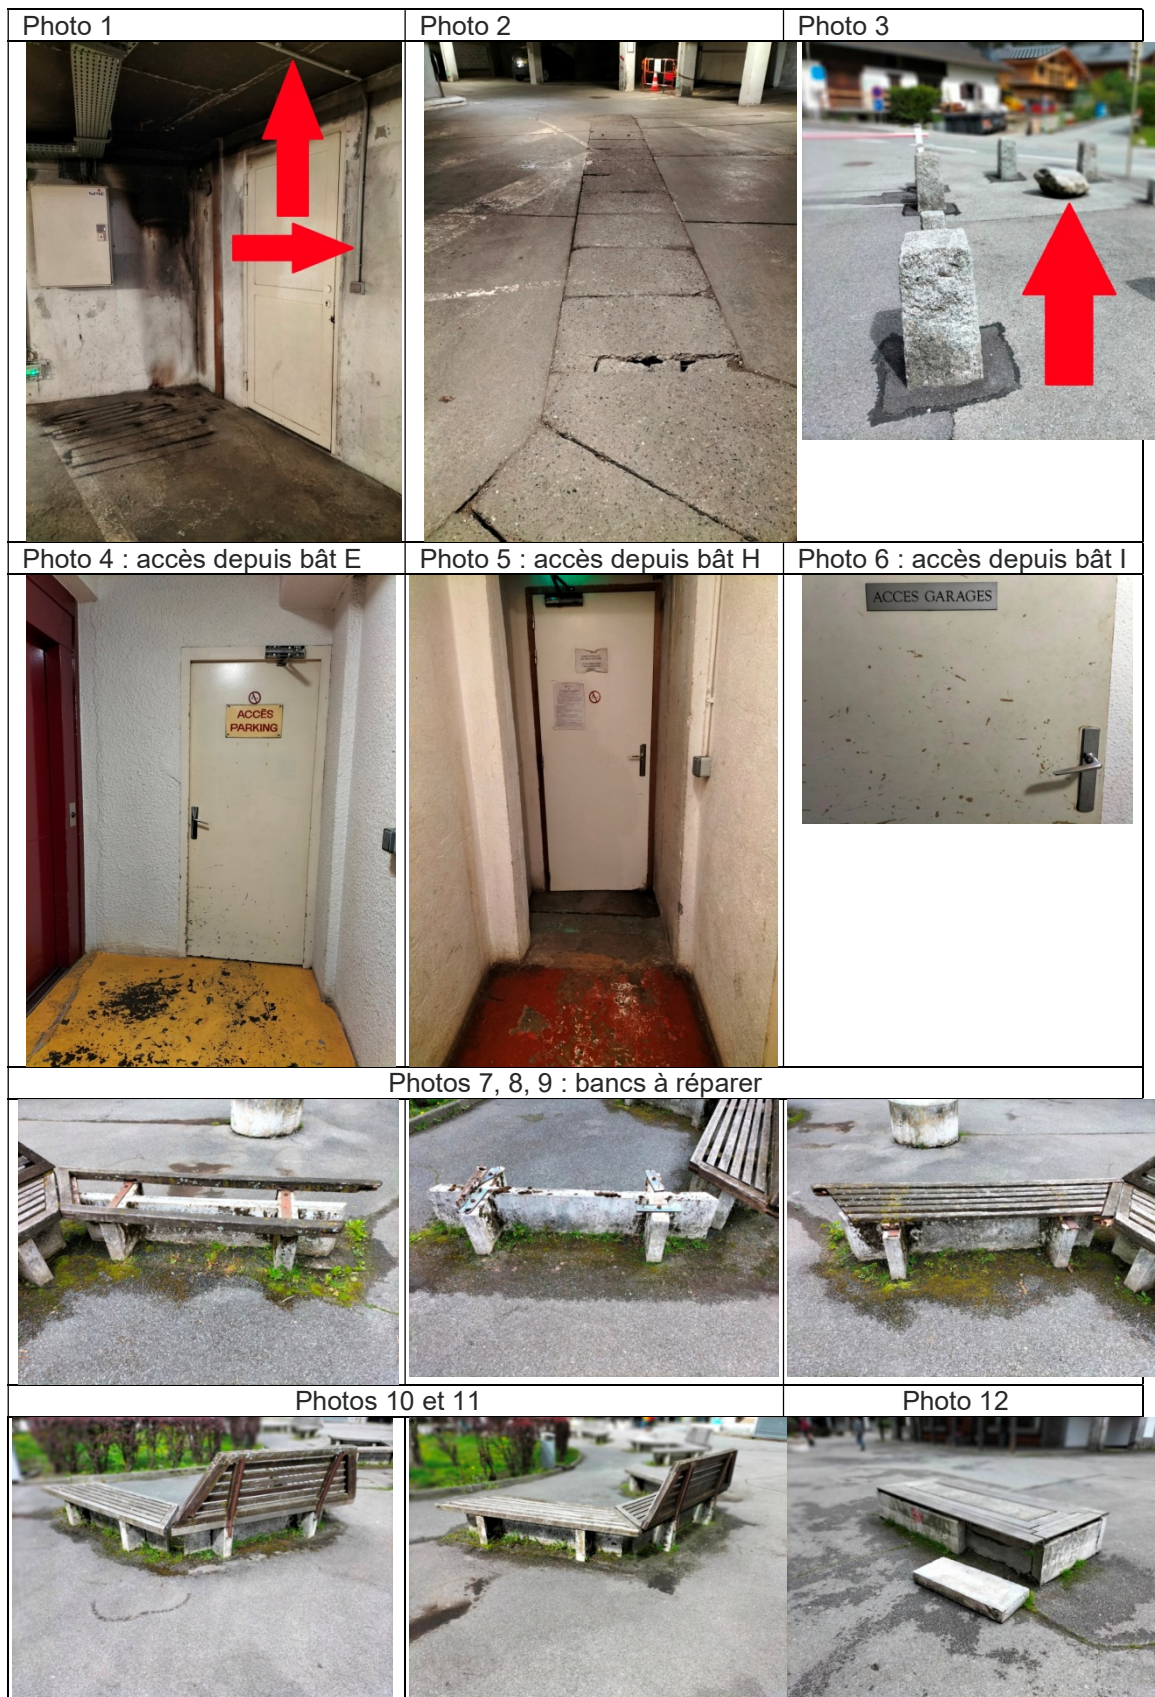 Photo 1
Photo 2
Photo 3
Photo 4 : accès depuis bât E
Photo 5 : accès depuis bât H
Photo 6 : accès depuis bât I
ACCÈS
PARKING
ACCES GARAGES
Photos 7, 8, 9 : bancs à réparer
Photos 10 et 11
Photo 12